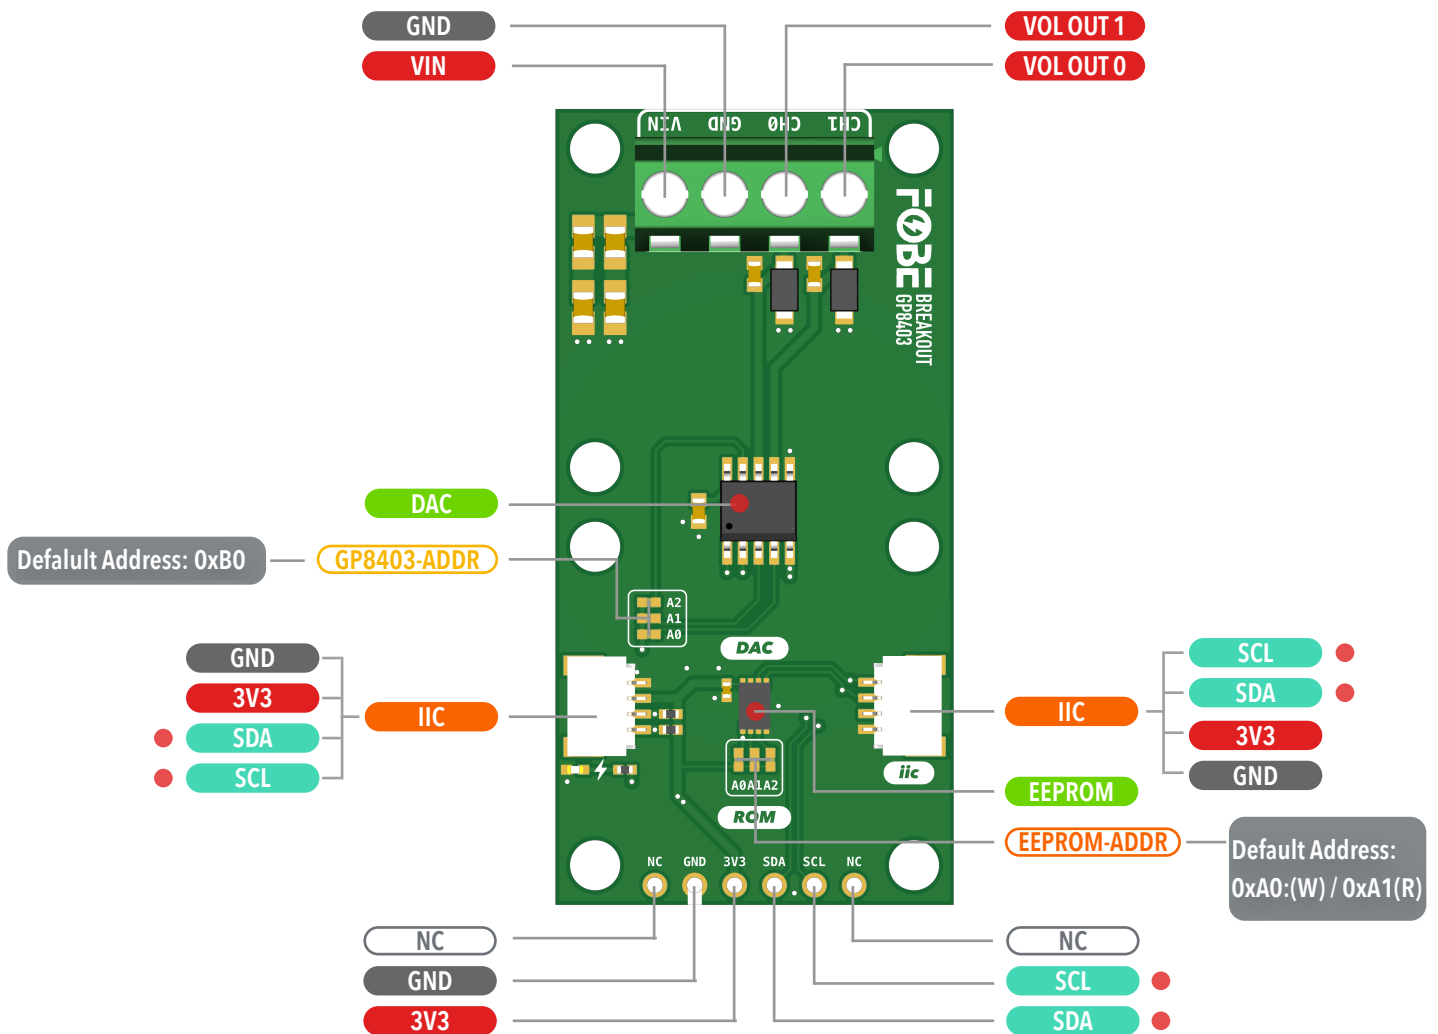 GND
VIN
VOL OUT 1
VOL OUT 0
VIN GND CH0 CH1
FOBE
BREAKOUT
GP8403
DAC
Defalult Address: 0xB0
GP8403-ADDR
A2
A1
A0
DAC
GND
3V3
SDA
SCL
IIC
IIC
SCL
SDA
3V3
GND
iic
A0A1A2
ROM
EEPROM
EEPROM-ADDR
Default Address:
0xA0:(W) / 0xA1(R)
NC GND 3V3 SDA SCL NC
NC
GND
3V3
NC
SCL
SDA